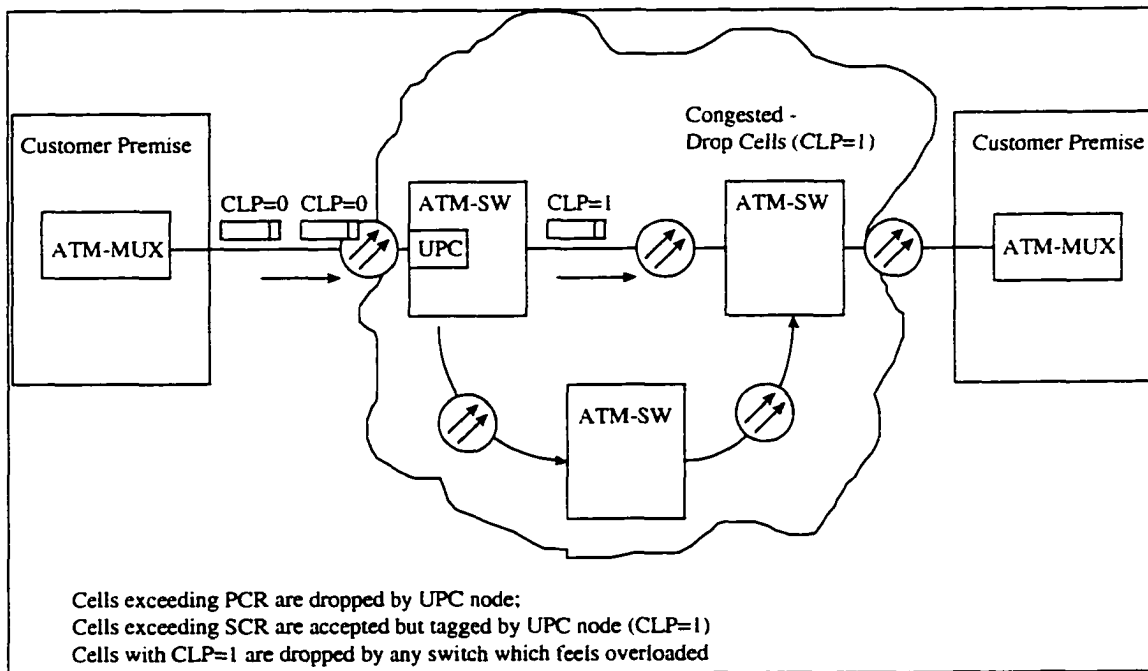 Customer Premise
ATM-MUX
CLP=0 CLP=0
ATM-SW
UPC
CLP=1
Congested -
Drop Cells (CLP=1)
ATM-SW
Customer Premise
ATM-MUX
ATM-SW
Cells exceeding PCR are dropped by UPC node;
Cells exceeding SCR are accepted but tagged by UPC node (CLP=1)
Cells with CLP=1 are dropped by any switch which feels overloaded